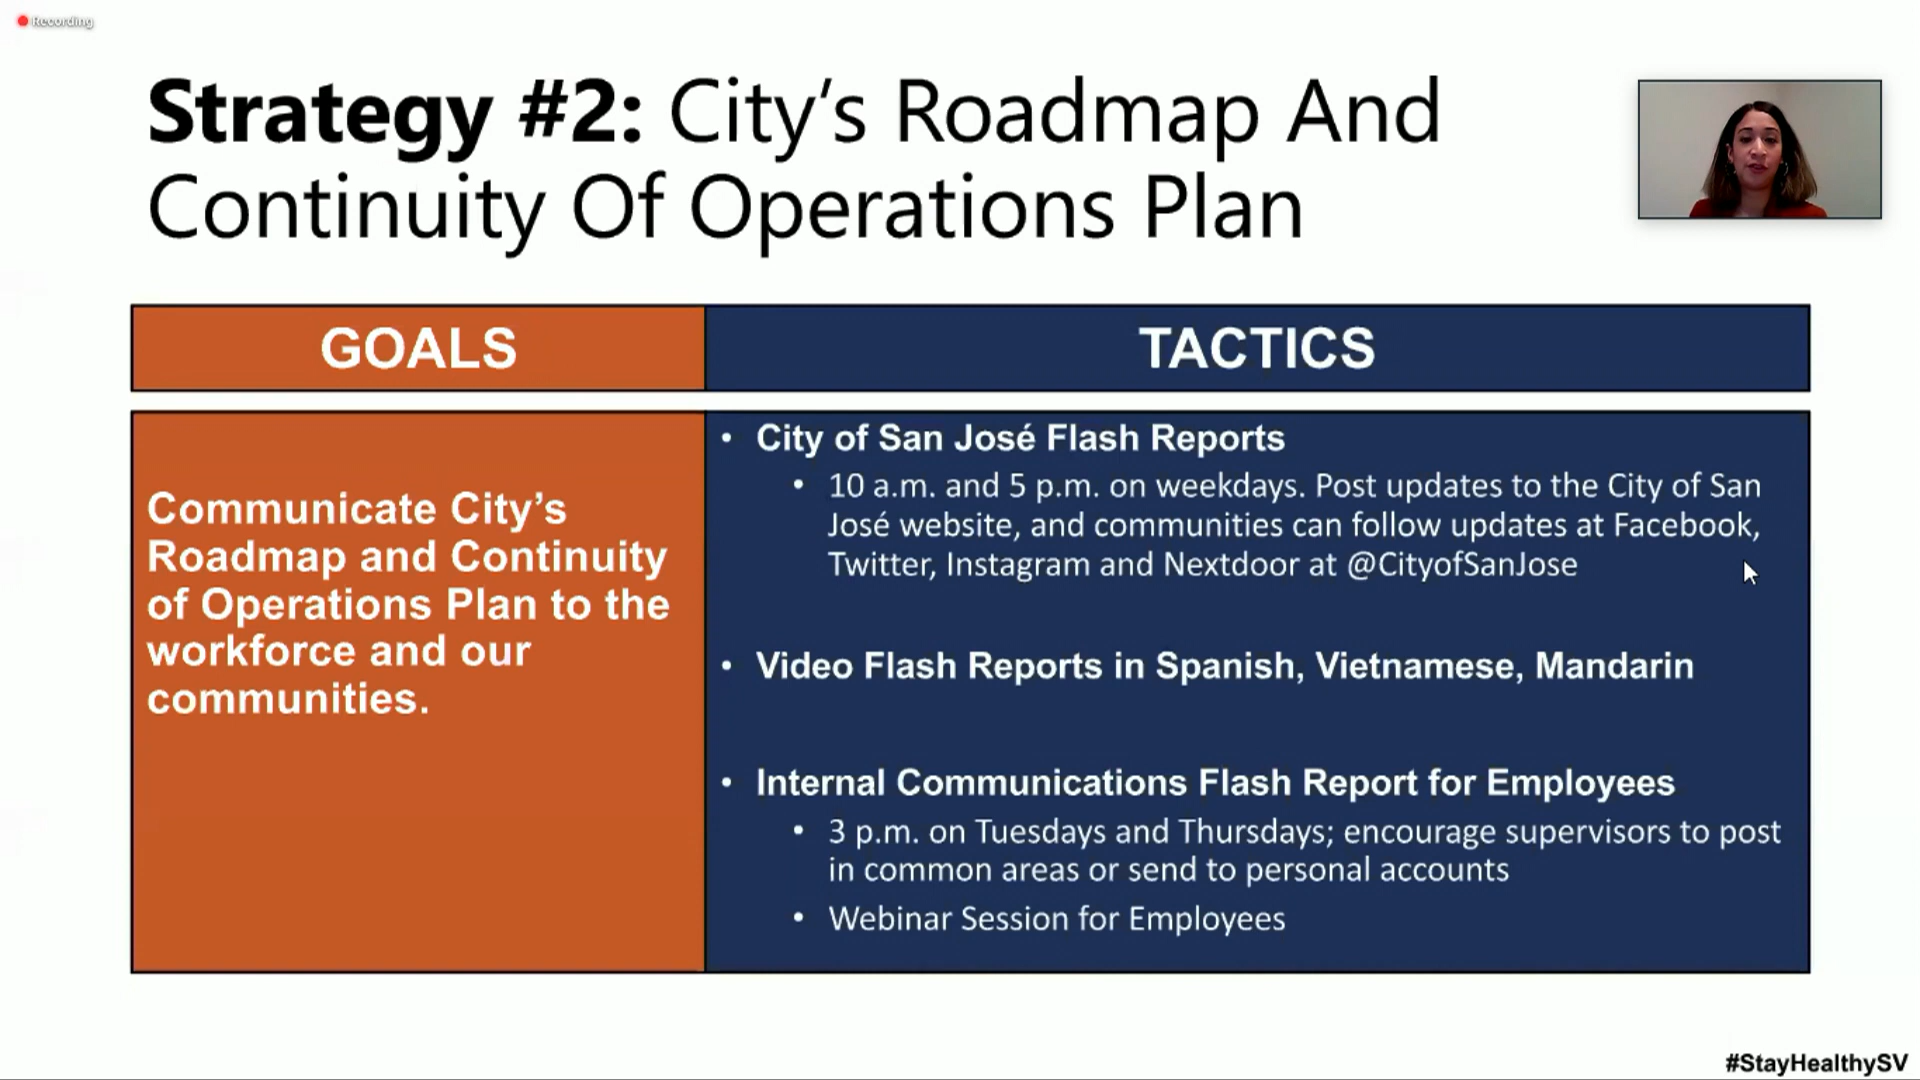 Recording
Strategy #2: City’s Roadmap And
Continuity Of Operations Plan
GOALS
TACTICS
Communicate City’s
Roadmap and Continuity
of Operations Plan to the
workforce and our
communities.
• City of San José Flash Reports
• 10 a.m. and 5 p.m. on weekdays. Post updates to the City of San
José website, and communities can follow updates at Facebook,
Twitter, Instagram and Nextdoor at @CityofSanJose
• Video Flash Reports in Spanish, Vietnamese, Mandarin
• Internal Communications Flash Report for Employees
• 3 p.m. on Tuesdays and Thursdays; encourage supervisors to post
in common areas or send to personal accounts
• Webinar Session for Employees
#StayHealthySV